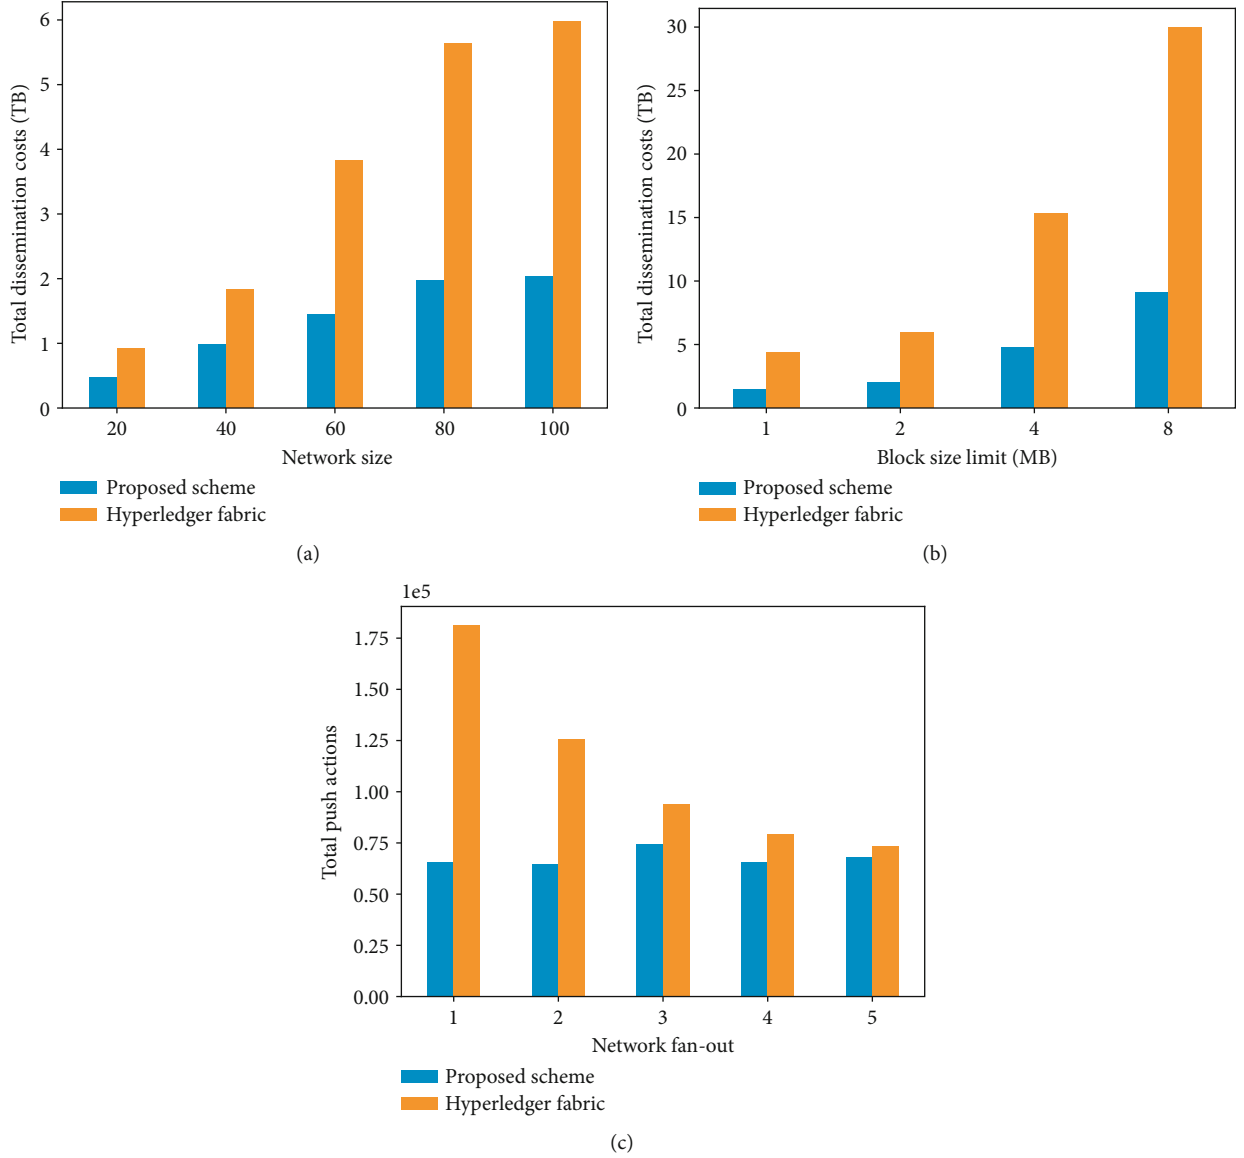 6
5
4
3
2
1
0
Total dissemination costs (TB)
20 40 60 80 100
Network size
Proposed scheme
Hyperledger fabric
(a)
30
25
20
15
10
5
0
Total dissemination costs (TB)
1 2 4 8
Block size limit (MB)
Proposed scheme
Hyperledger fabric
(b)
1e5
1.75
1.50
1.25
1.00
0.75
0.50
0.25
0.00
Total push actions
1 2 3 4 5
Network fan-out
Proposed scheme
Hyperledger fabric
(c)